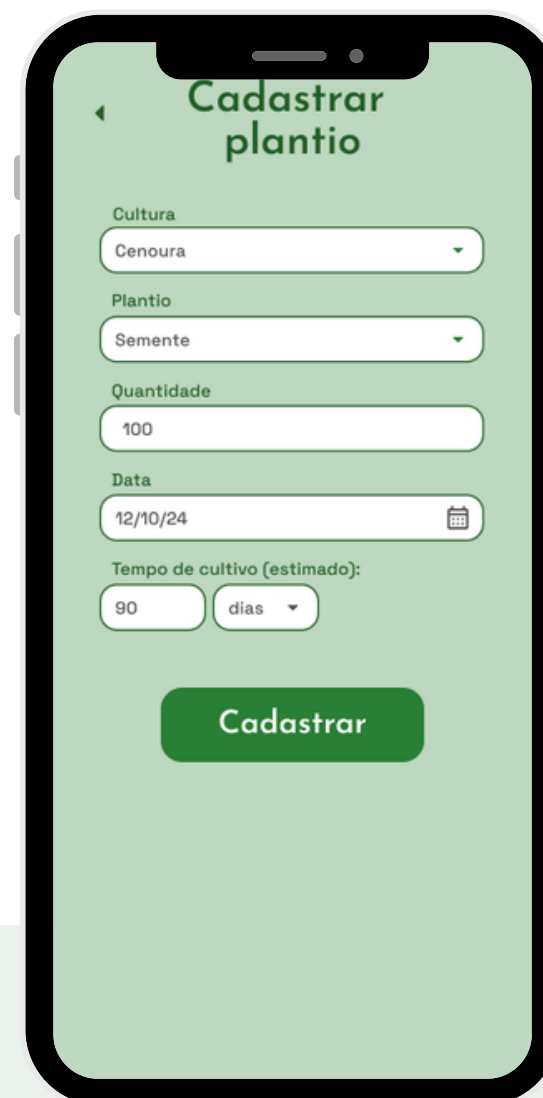 Cadastrar
plantio
Cultura
Cenoura
Plantio
Semente
Quantidade
100
Data
12/10/24
Tempo de cultivo (estimado):
90 dias
Cadastrar